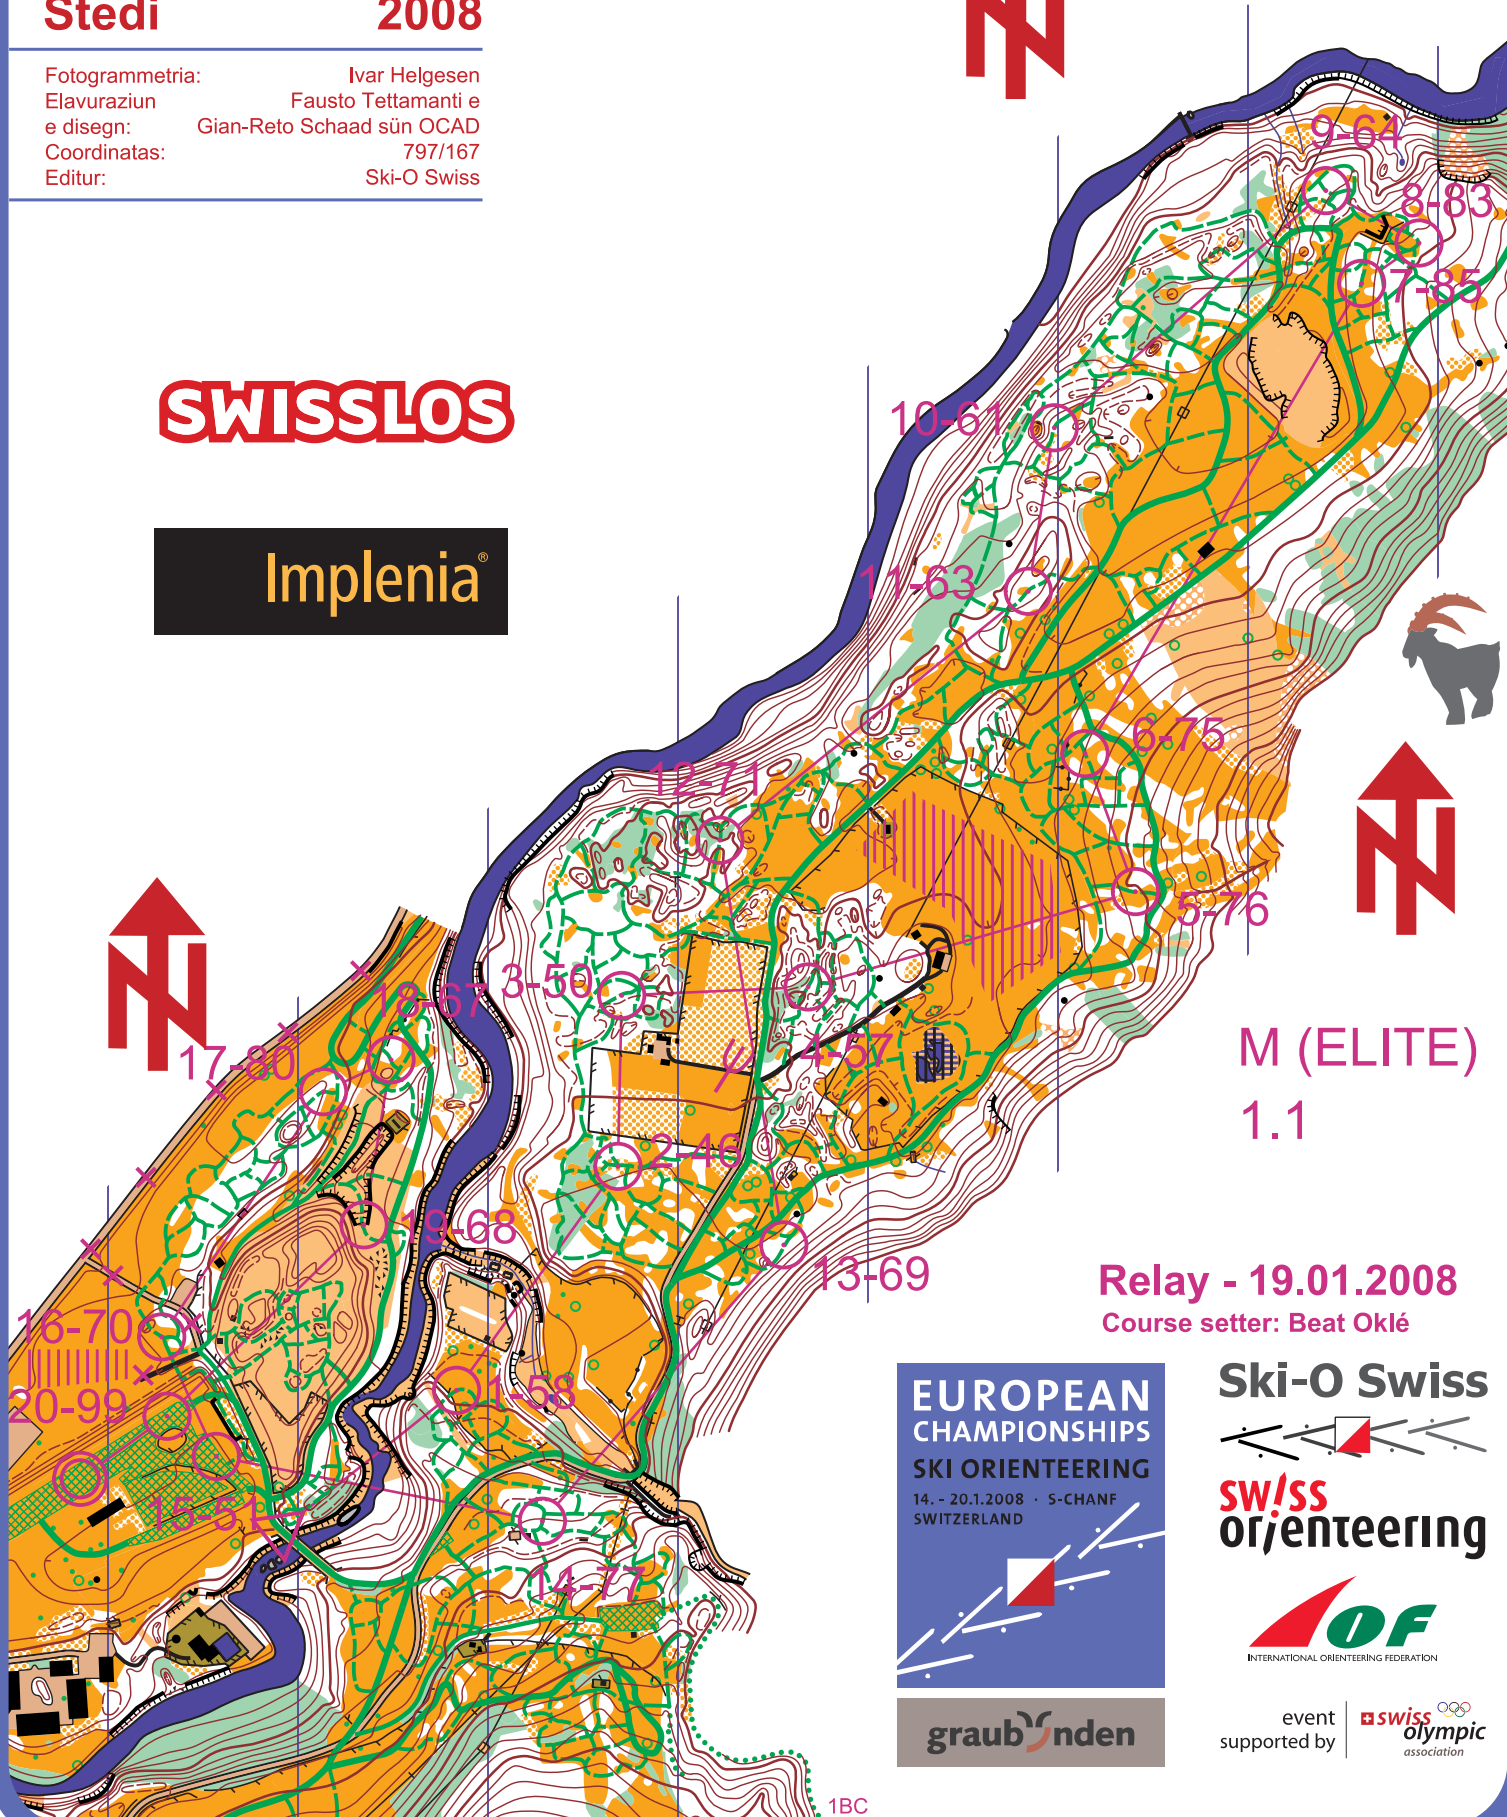 Stedi 2008
Fotogrammetria: Ivar Helgesen
Elavuraziun Fausto Tettamanti e
e disegn: Gian-Reto Schaad sün OCAD
Coordinatas: 797/167
Editur: Ski-O Swiss
N
9-64
8-83
7-85
SWISSLOS
10-61
Implenia®
11-63
6-75
12-71
N
5-76
3-50
18-67
N
4-57
17-80
M (ELITE)
1.1
2-46
19-68
13-69
Relay - 19.01.2008
Course setter: Beat Oklé
16-70
20-99
1-58
EUROPEAN
CHAMPIONSHIPS
SKI ORIENTEERING
14. - 20.1.2008 · S-CHANF
SWITZERLAND
Ski-O Swiss
swiss
orienteering
15-51
14-77
IOF
INTERNATIONAL ORIENTEERING FEDERATION
graubünden
event
supported by
swiss
olympic
association
1BC